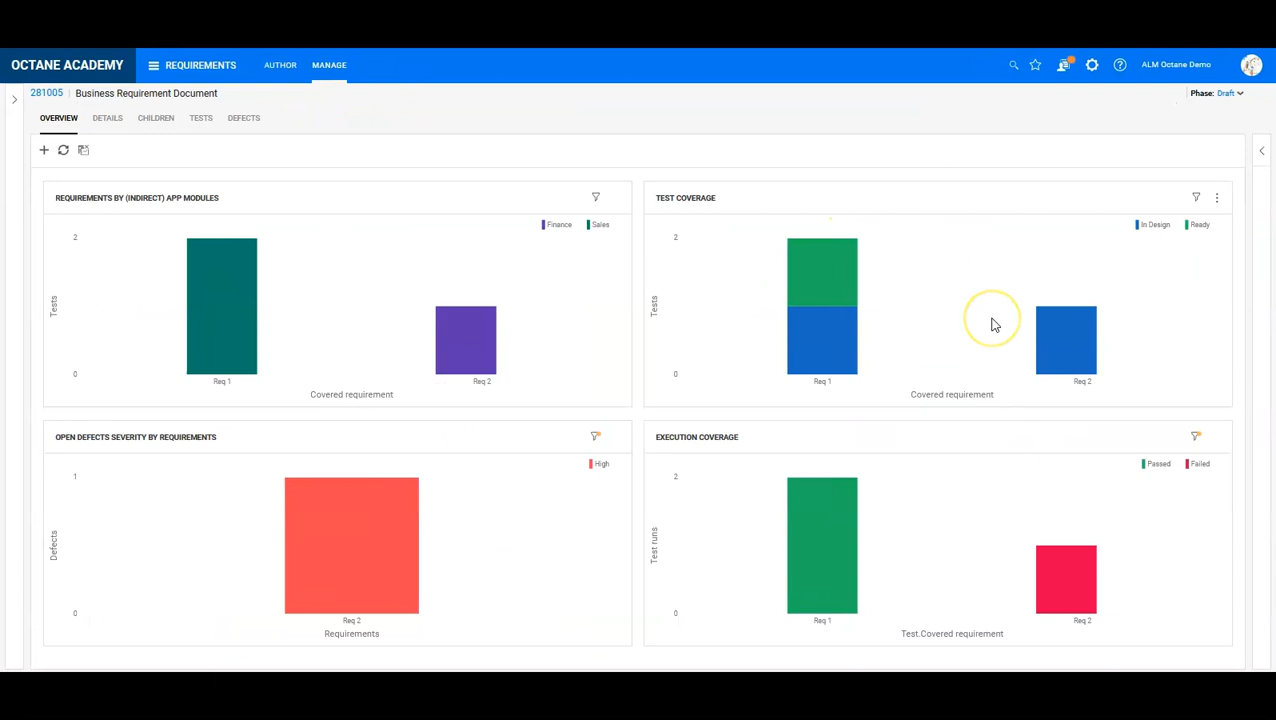 OCTANE ACADEMY REQUIREMENTS AUTHOR MANAGE ALM Octane Demo
281005 Business Requirement Document Phase: Draft
OVERVIEW DETAILS CHILDREN TESTS DEFECTS
REQUIREMENTS BY (INDIRECT) APP MODULES
Finance Sales
2
Tests
0
Req 1 Req 2
Covered requirement
TEST COVERAGE
In Design Ready
2
Tests
0
Req 1 Req 2
Covered requirement
OPEN DEFECTS SEVERITY BY REQUIREMENTS
High
1
Defects
0
Req 2
Requirements
EXECUTION COVERAGE
Passed Failed
2
Test runs
0
Req 1 Req 2
Test.Covered requirement